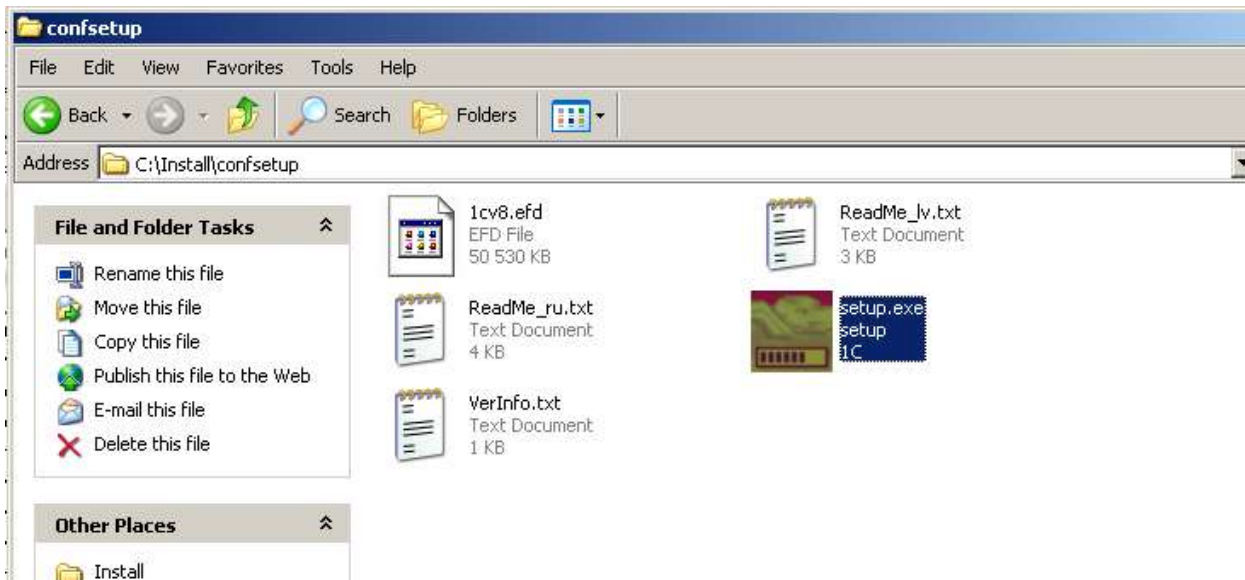 confsetup
File Edit View Favorites Tools Help
Back Search Folders
Address C:\Install\confsetup
File and Folder Tasks
Rename this file
Move this file
Copy this file
Publish this file to the Web
E-mail this file
Delete this file
Other Places
Install
1cv8.efd
EFD File
50 530 KB
ReadMe_lv.txt
Text Document
3 KB
ReadMe_ru.txt
Text Document
4 KB
setup.exe
setup
1C
VerInfo.txt
Text Document
1 KB